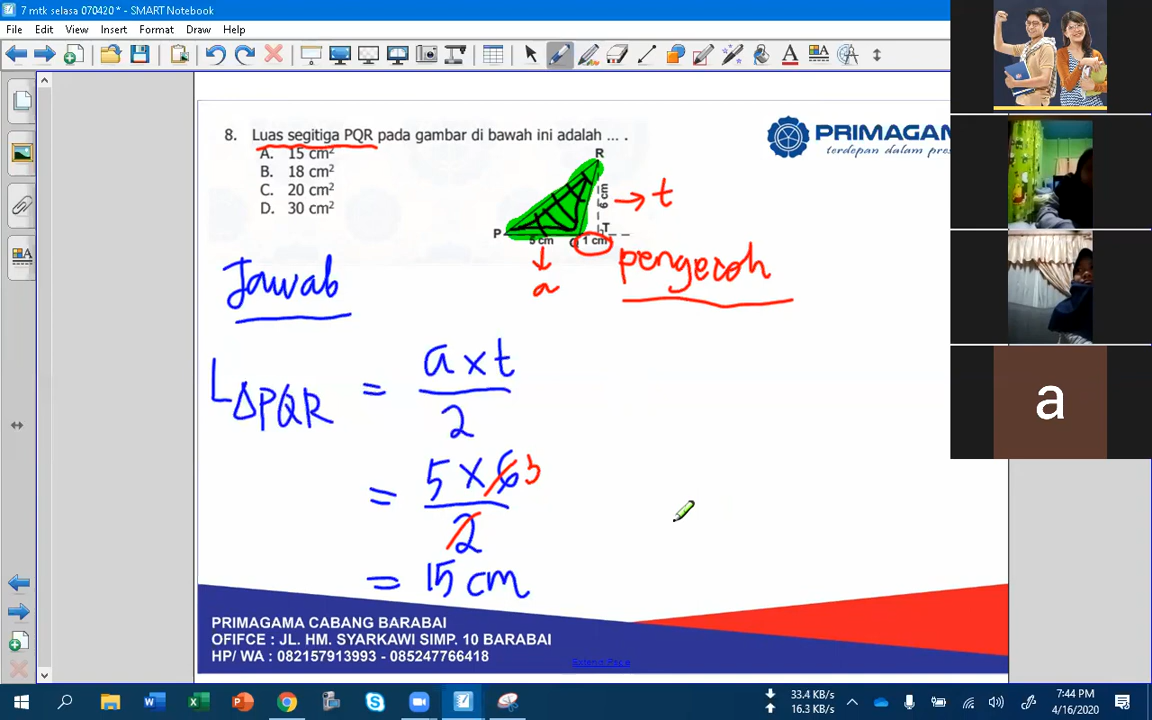 7 mtk selasa 070420 * - SMART Notebook
File Edit View Insert Format Draw Help
8. Luas segitiga PQR pada gambar di bawah ini adalah ... .
A. 15 cm²
B. 18 cm²
C. 20 cm²
D. 30 cm²
PRIMAGAMA
terdepan dalam pres
R
6 cm
→ t
T
P
5 cm
Q
1 cm
a
pengecoh
Jawab
L∆PQR = a x t
2
= 5 x 6 3
2
= 15 cm
PRIMAGAMA CABANG BARABAI
OFIFCE : JL. HM. SYARKAWI SIMP. 10 BARABAI
HP/ WA : 082157913993 - 085247766418
a
33.4 KB/s
16.3 KB/s
7:44 PM
4/16/2020